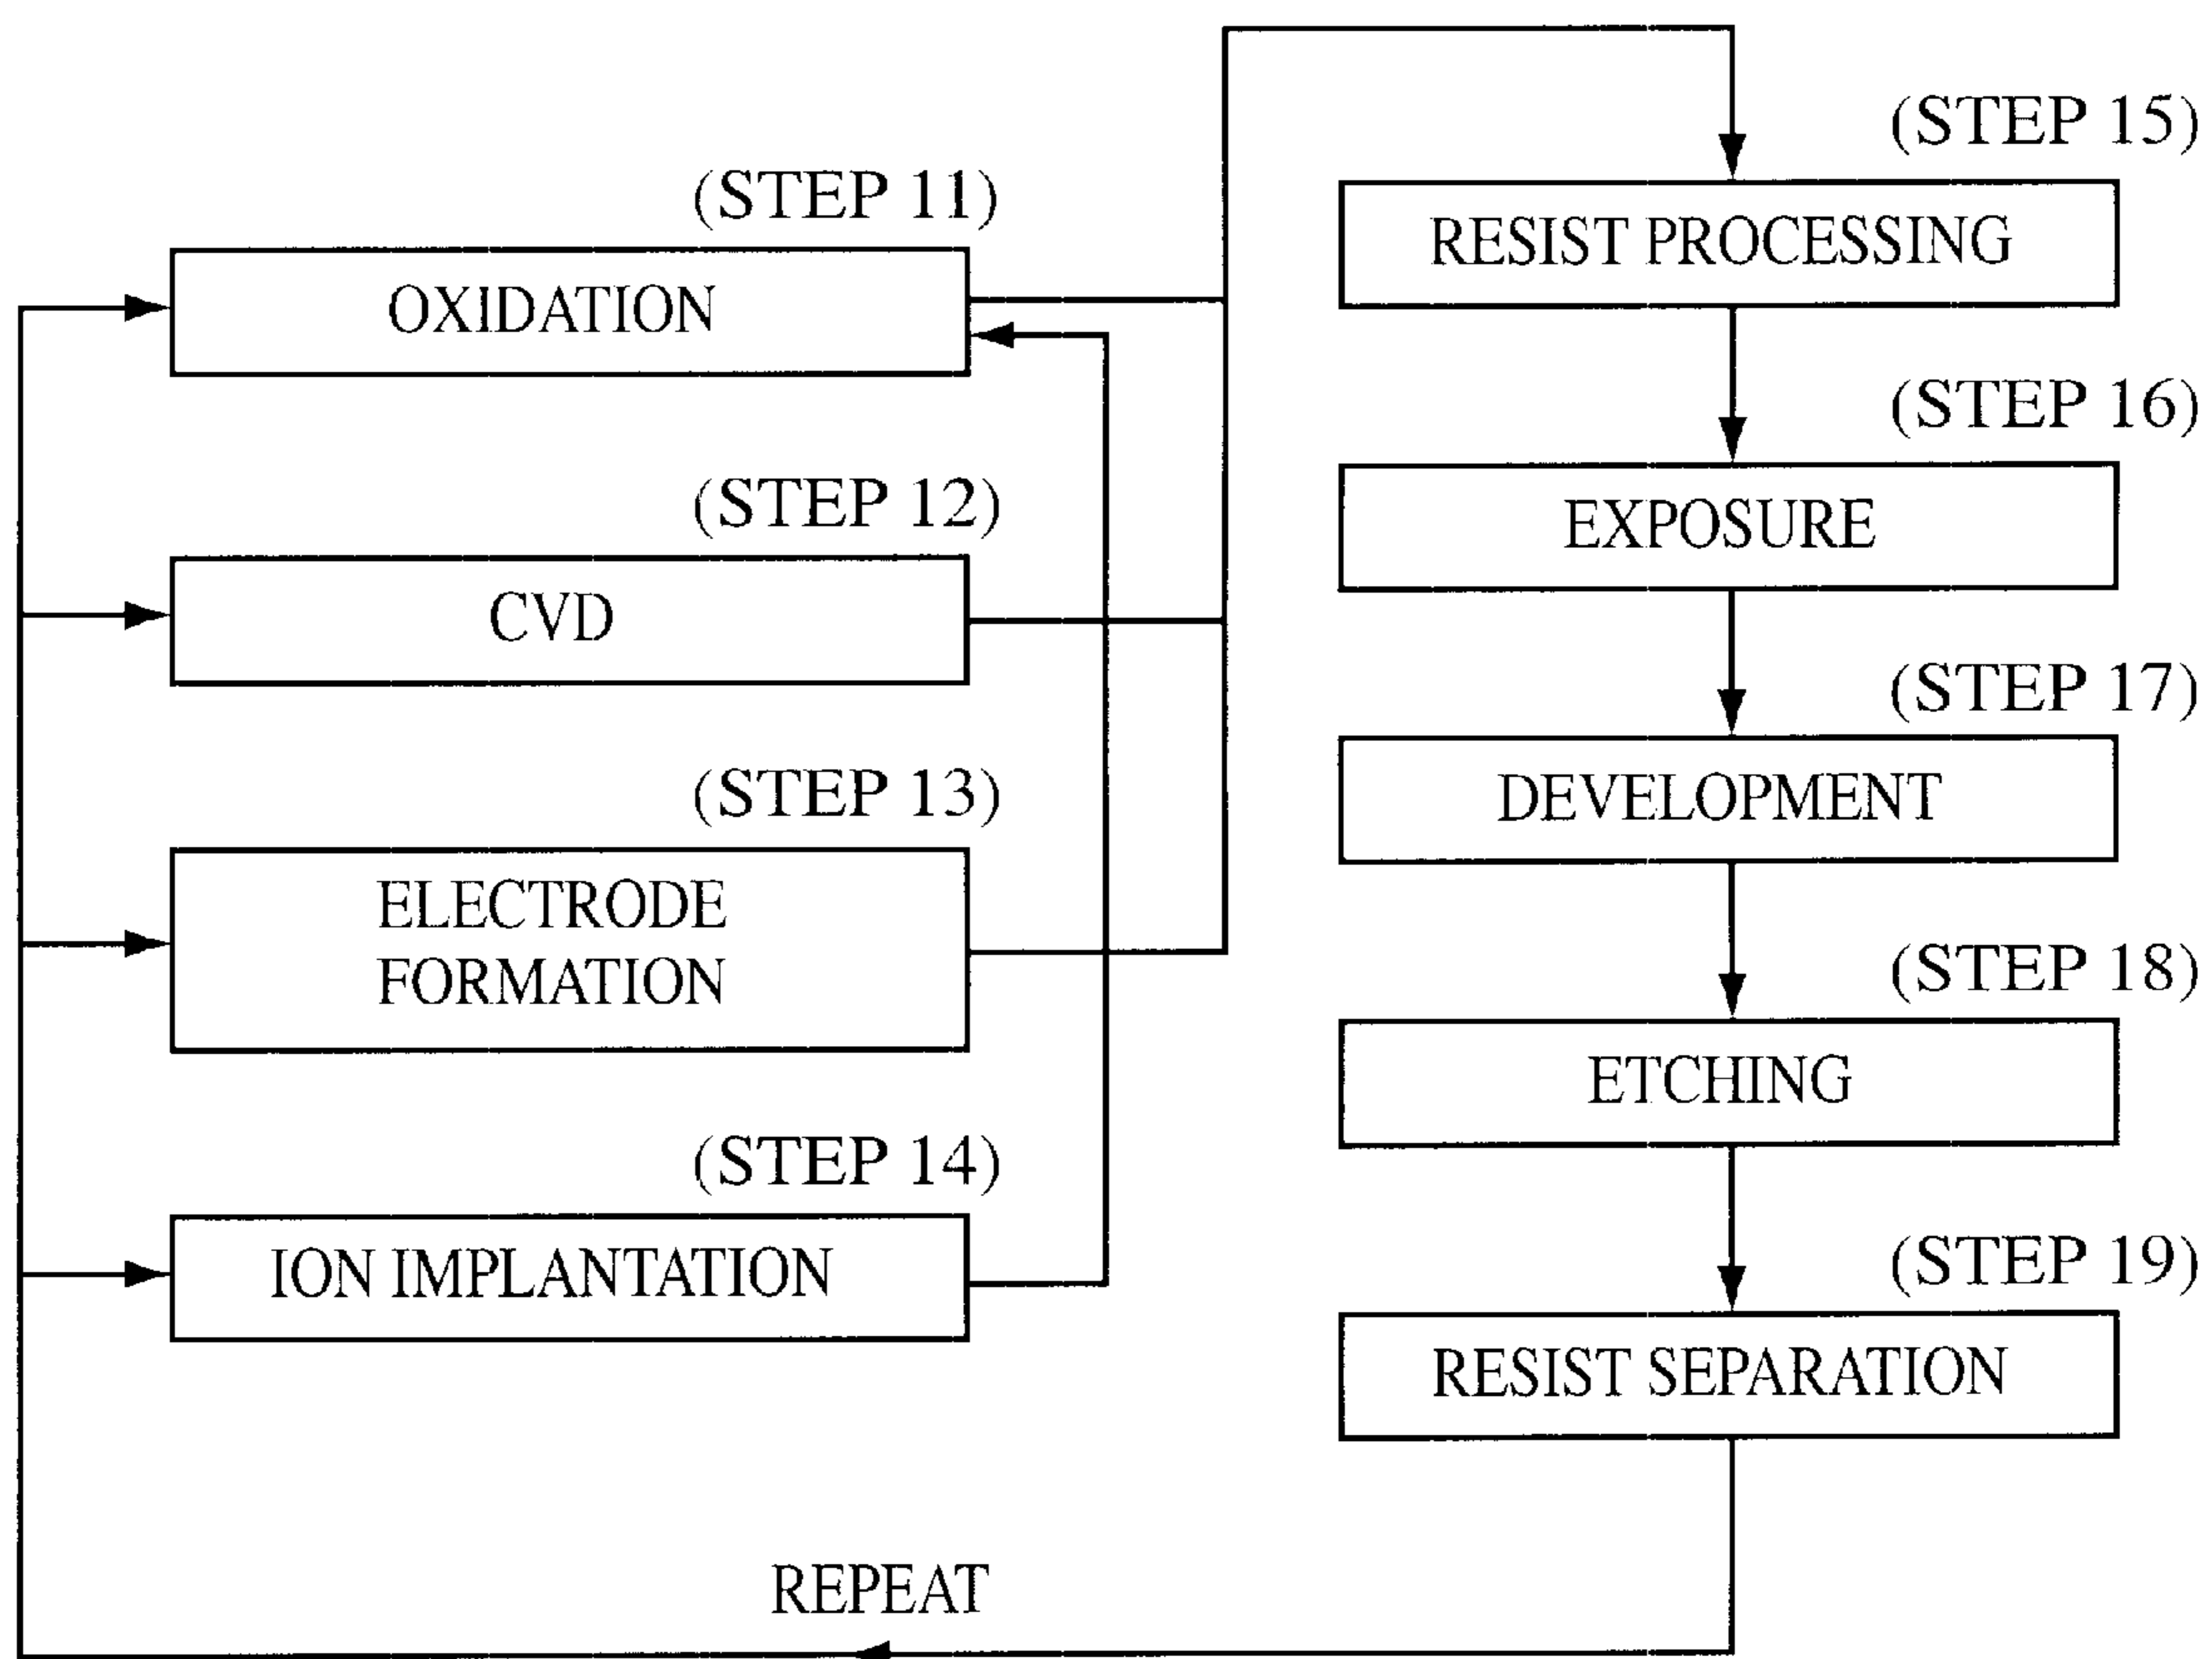 (STEP 11)
OXIDATION
(STEP 12)
CVD
(STEP 13)
ELECTRODE
FORMATION
(STEP 14)
ION IMPLANTATION
(STEP 15)
RESIST PROCESSING
(STEP 16)
EXPOSURE
(STEP 17)
DEVELOPMENT
(STEP 18)
ETCHING
(STEP 19)
RESIST SEPARATION
REPEAT